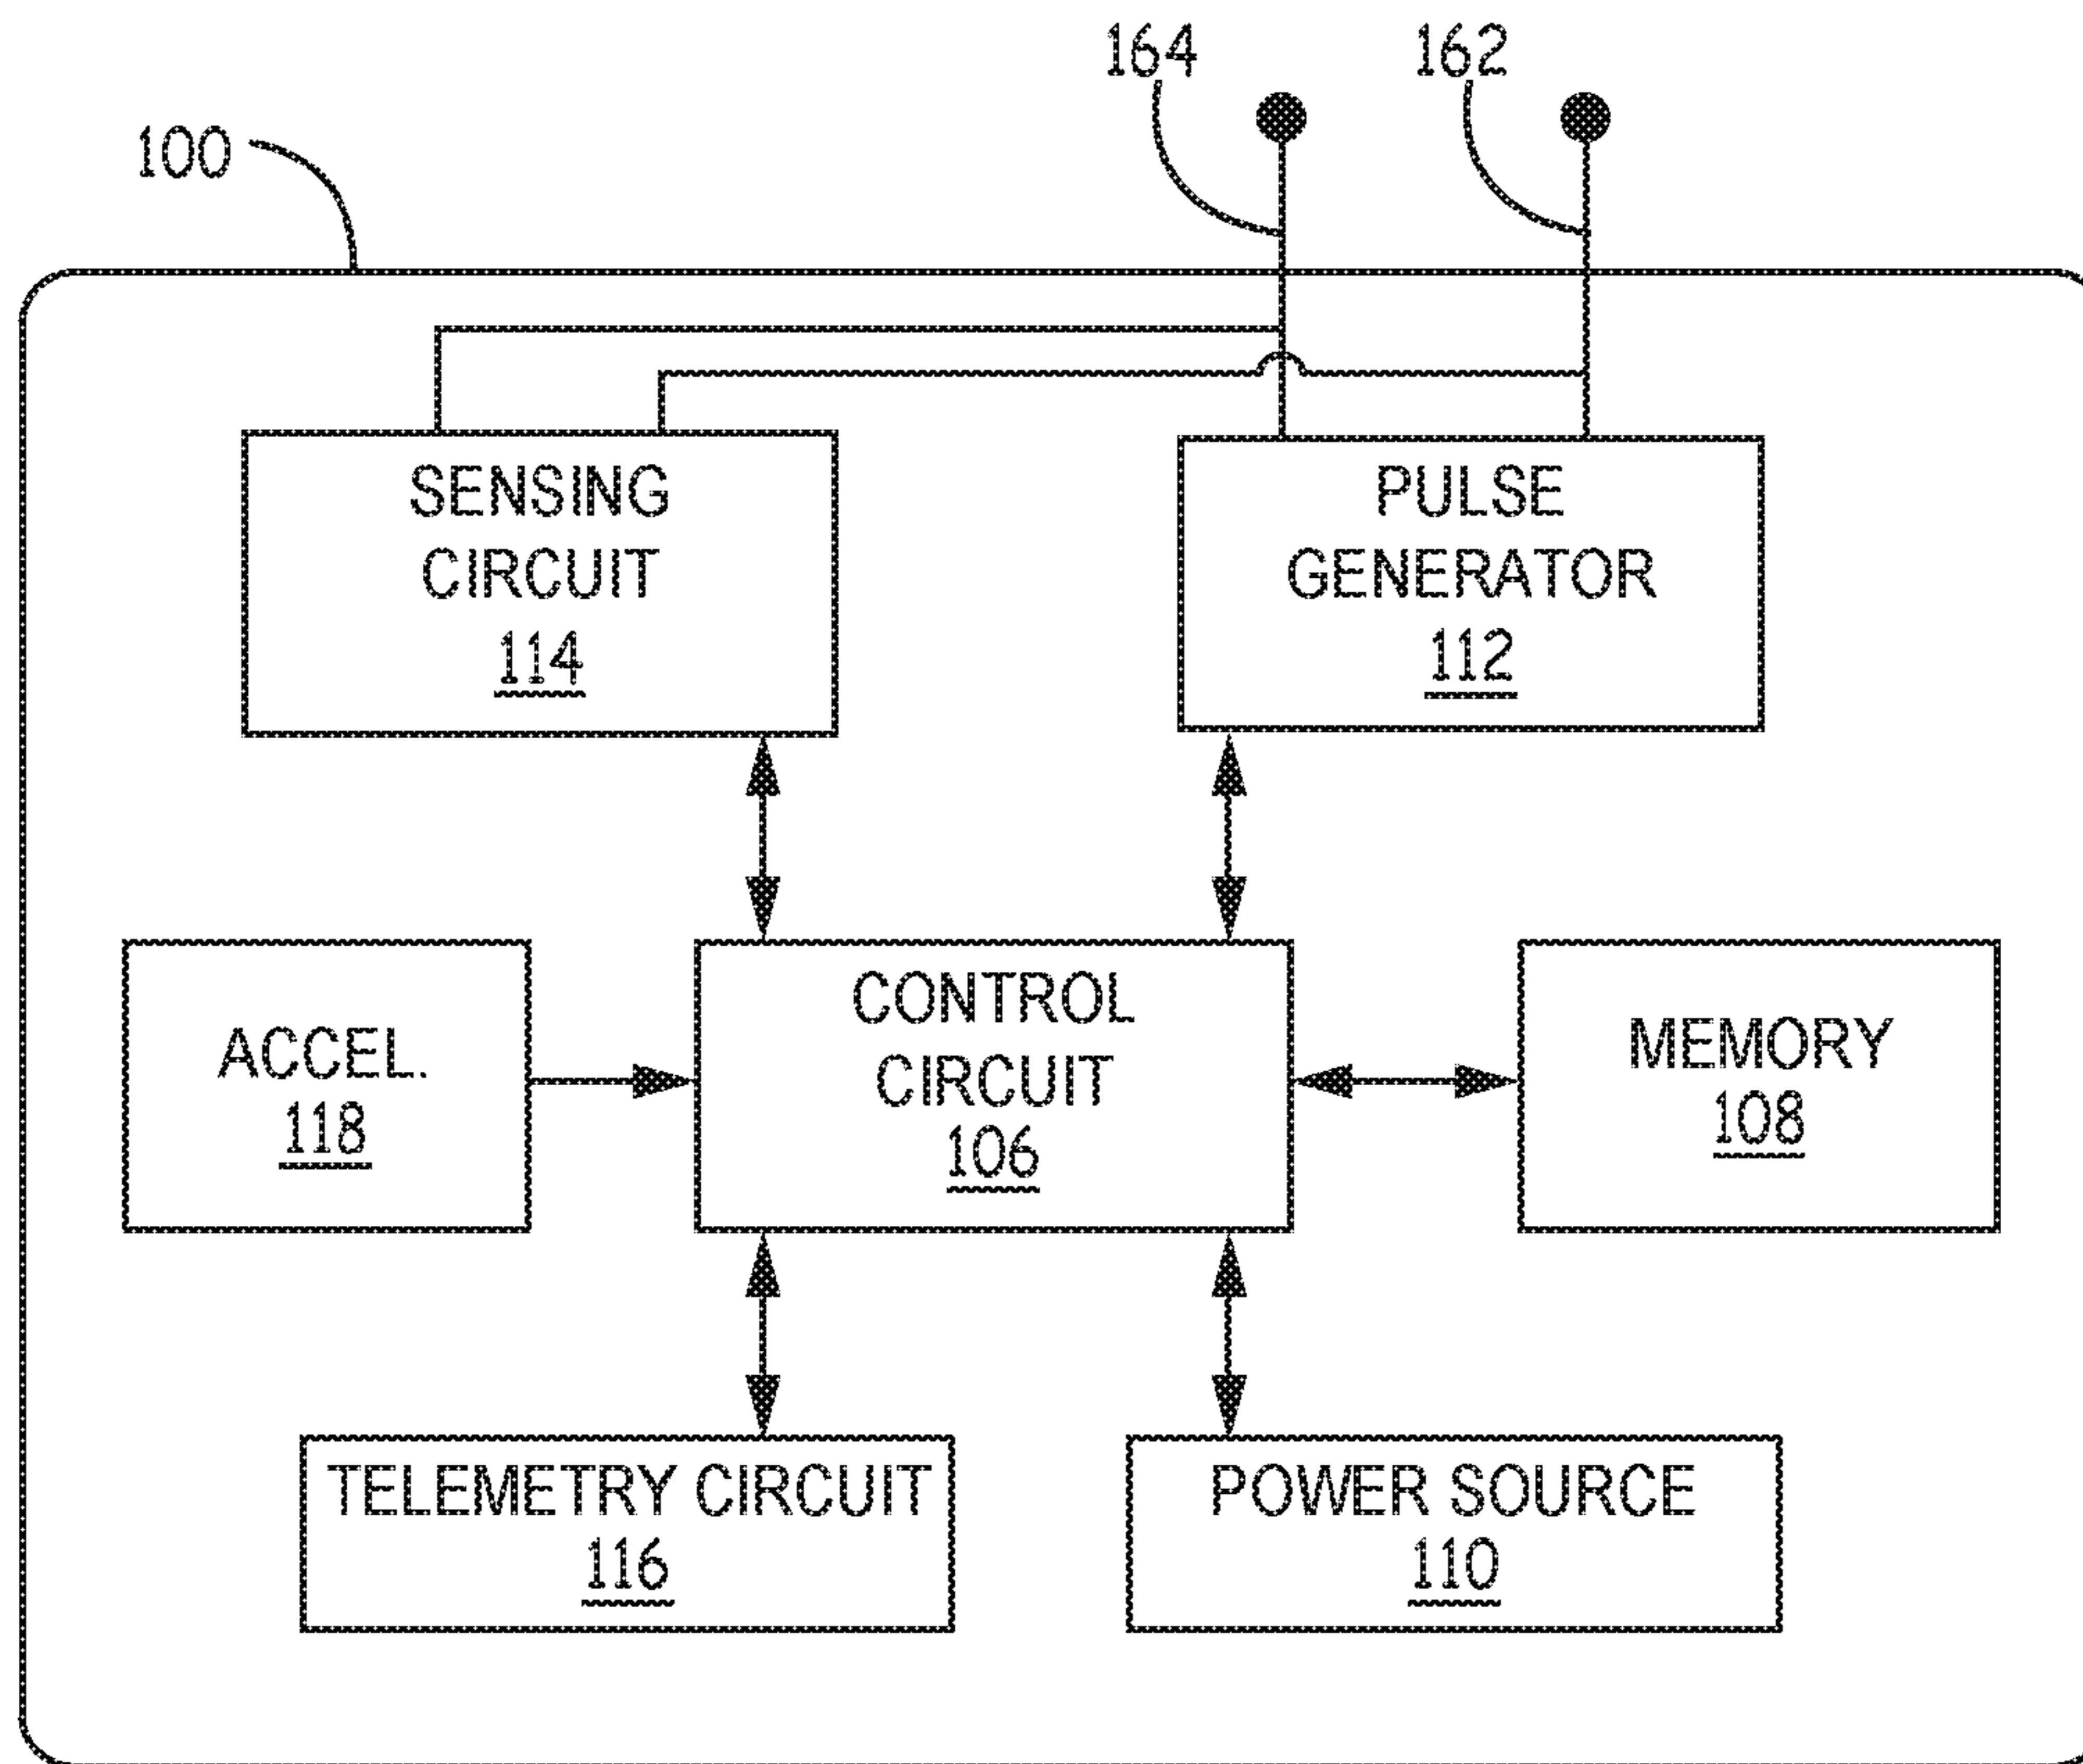 164
162
100
SENSING
CIRCUIT
114
PULSE
GENERATOR
112
ACCEL.
118
CONTROL
CIRCUIT
106
MEMORY
108
TELEMETRY CIRCUIT
116
POWER SOURCE
110